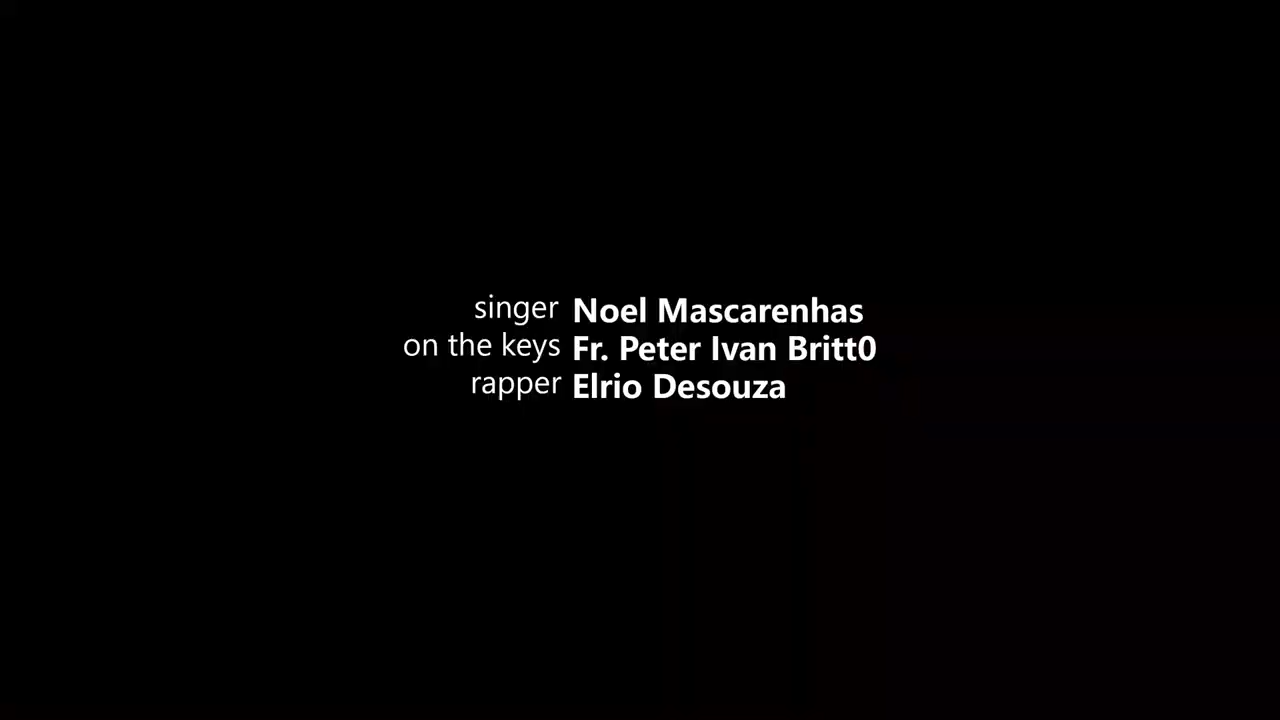 singer Noel Mascarenhas
on the keys Fr. Peter Ivan Britt0
rapper Elrio Desouza